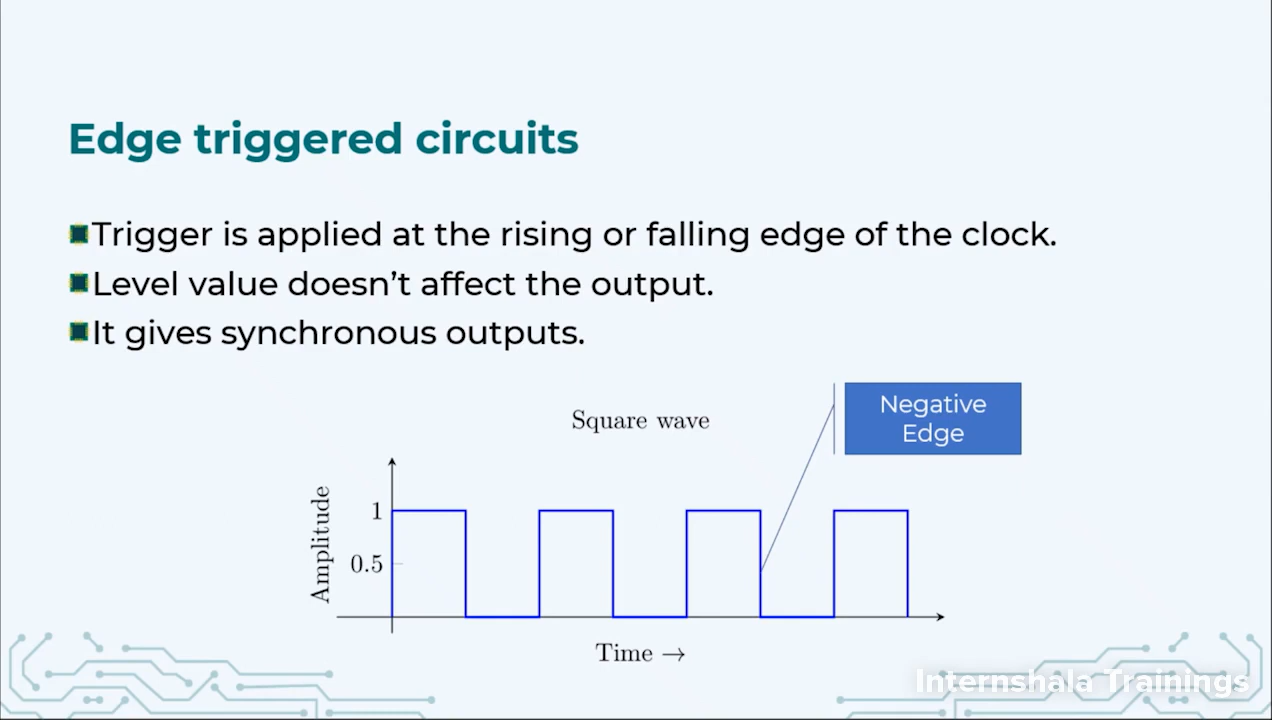 Edge triggered circuits
Trigger is applied at the rising or falling edge of the clock.
Level value doesn’t affect the output.
It gives synchronous outputs.
Square wave
Negative
Edge
Amplitude
1
0.5
Time →
Internshala Trainings